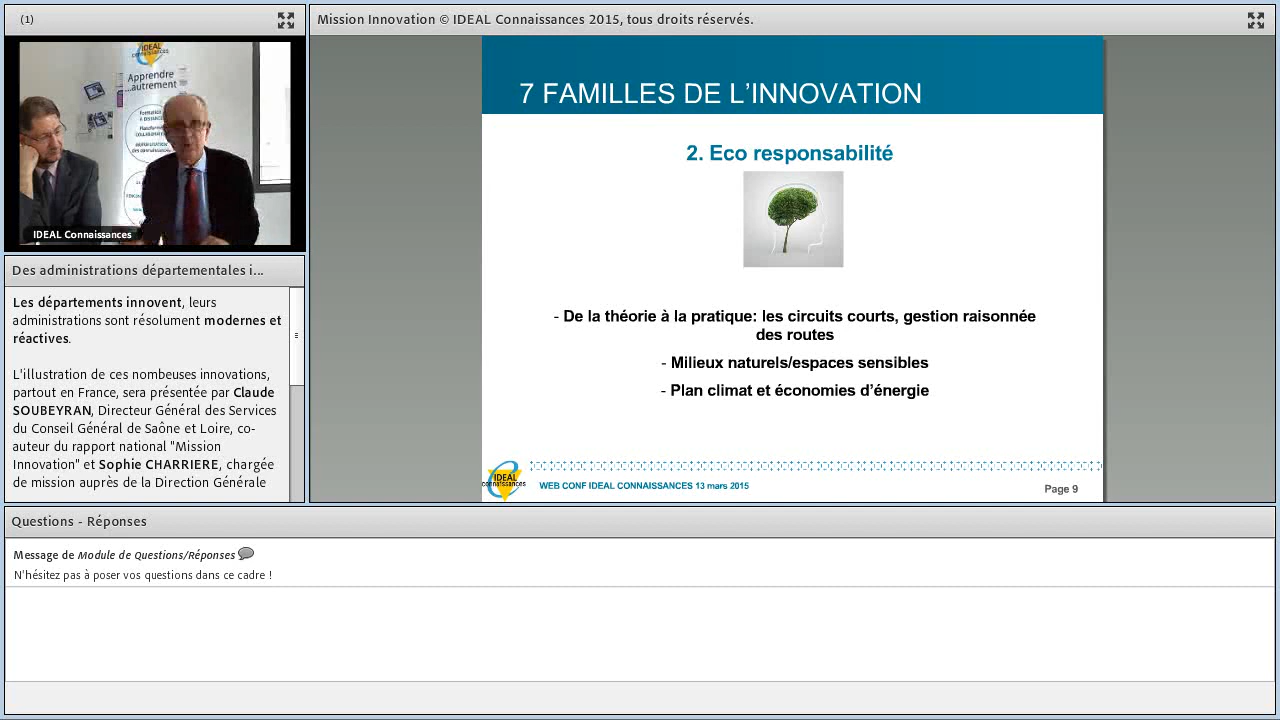 (1)
Mission Innovation © IDEAL Connaissances 2015, tous droits réservés.
IDEAL
connaissances
Apprendre
...autrement
IDEAL Connaissances
Des administrations départementales i...
Les départements innovent, leurs
administrations sont résolument modernes et
réactives.
L'illustration de ces nombeuses innovations,
partout en France, sera présentée par Claude
SOUBEYRAN, Directeur Général des Services
du Conseil Général de Saône et Loire, co-
auteur du rapport national "Mission
Innovation" et Sophie CHARRIERE, chargée
de mission auprès de la Direction Générale
7 FAMILLES DE L’INNOVATION
2. Eco responsabilité
- De la théorie à la pratique: les circuits courts, gestion raisonnée
des routes
- Milieux naturels/espaces sensibles
- Plan climat et économies d’énergie
IDEAL
connaissances
WEB CONF IDEAL CONNAISSANCES 13 mars 2015
Page 9
Questions - Réponses
Message de Module de Questions/Réponses
N'hésitez pas à poser vos questions dans ce cadre !